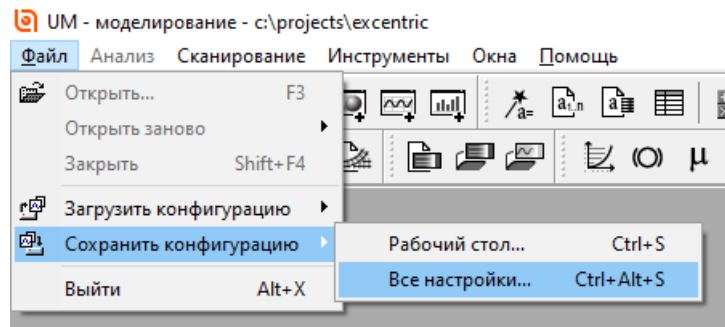 UM - моделирование - c:\projects\excentric
Файл Анализ Сканирование Инструменты Окна Помощь
Открыть... F3
Открыть заново
Закрыть Shift+F4
Загрузить конфигурацию
Сохранить конфигурацию
Рабочий стол... Ctrl+S
Все настройки... Ctrl+Alt+S
Выйти Alt+X
a=
a1..n
a
μ